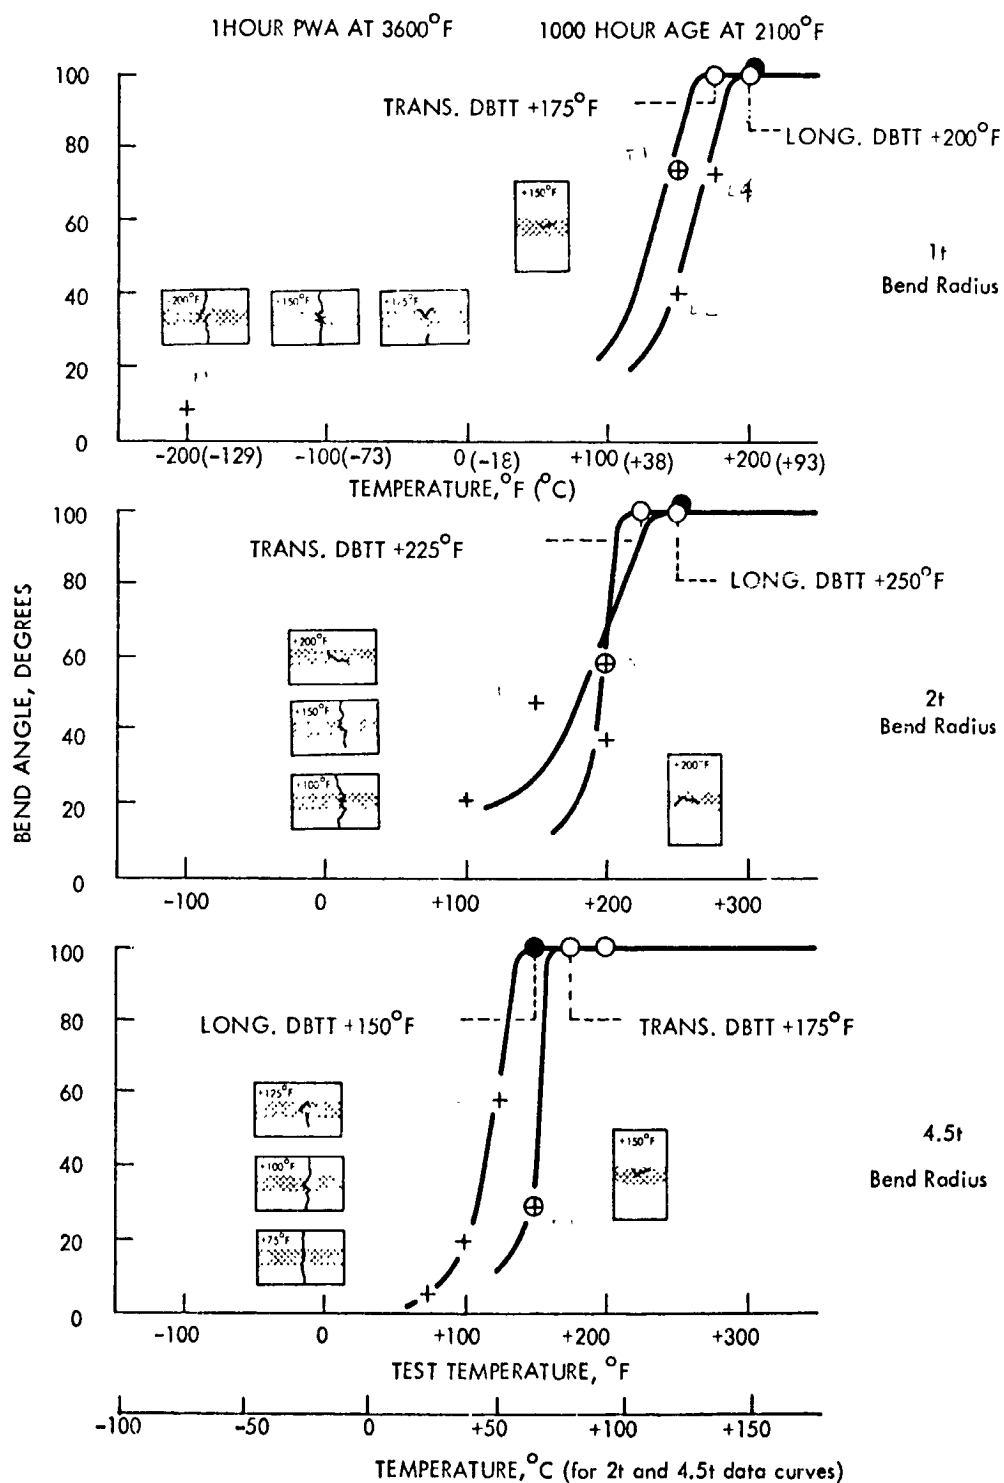 1HOUR PWA AT 3600°F 1000 HOUR AGE AT 2100°F
100
80
60
40
20
0
TRANS. DBTT +175°F
LONG. DBTT +200°F
T1
L4
+150°F
-200°F
+150°F
+175°F
1t
Bend Radius
-200(-129) -100(-73) 0(-18) +100(+38) +200(+93)
TEMPERATURE,°F (°C)
BEND ANGLE, DEGREES
100
80
60
40
20
0
TRANS. DBTT +225°F
LONG. DBTT +250°F
+200°F
+150°F
+100°F
+200°F
2t
Bend Radius
-100 0 +100 +200 +300
100
80
60
40
20
0
LONG. DBTT +150°F
TRANS. DBTT +175°F
+125°F
+100°F
+75°F
+150°F
4.5t
Bend Radius
-100 0 +100 +200 +300
TEST TEMPERATURE, °F
-100 0 +50 +100 +150
TEMPERATURE,°C (for 2t and 4.5t data curves)